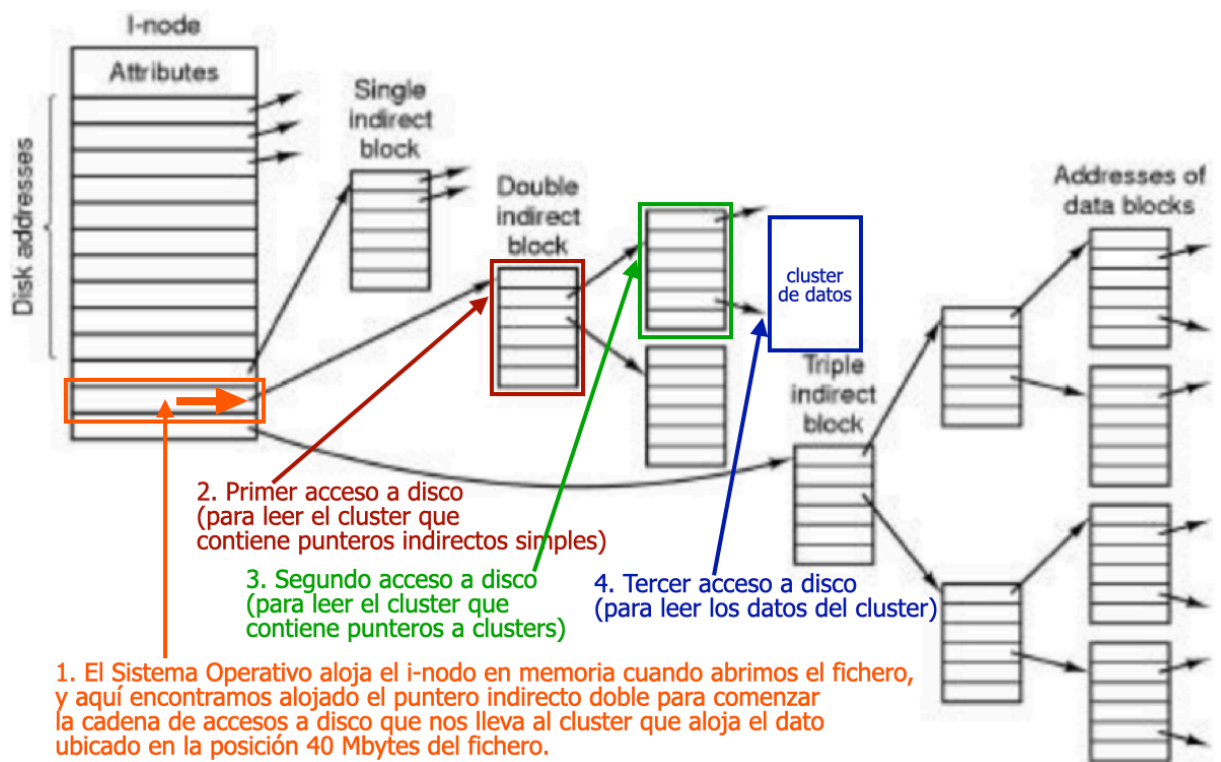 I-node
Attributes
Disk addresses
Single
indirect
block
Double
indirect
block
Addresses of
data blocks
cluster
de datos
Triple
indirect
block
2. Primer acceso a disco
(para leer el cluster que
contiene punteros indirectos simples)
3. Segundo acceso a disco
(para leer el cluster que
contiene punteros a clusters)
4. Tercer acceso a disco
(para leer los datos del cluster)
1. El Sistema Operativo aloja el i-nodo en memoria cuando abrimos el fichero,
y aquí encontramos alojado el puntero indirecto doble para comenzar
la cadena de accesos a disco que nos lleva al cluster que aloja el dato
ubicado en la posición 40 Mbytes del fichero.